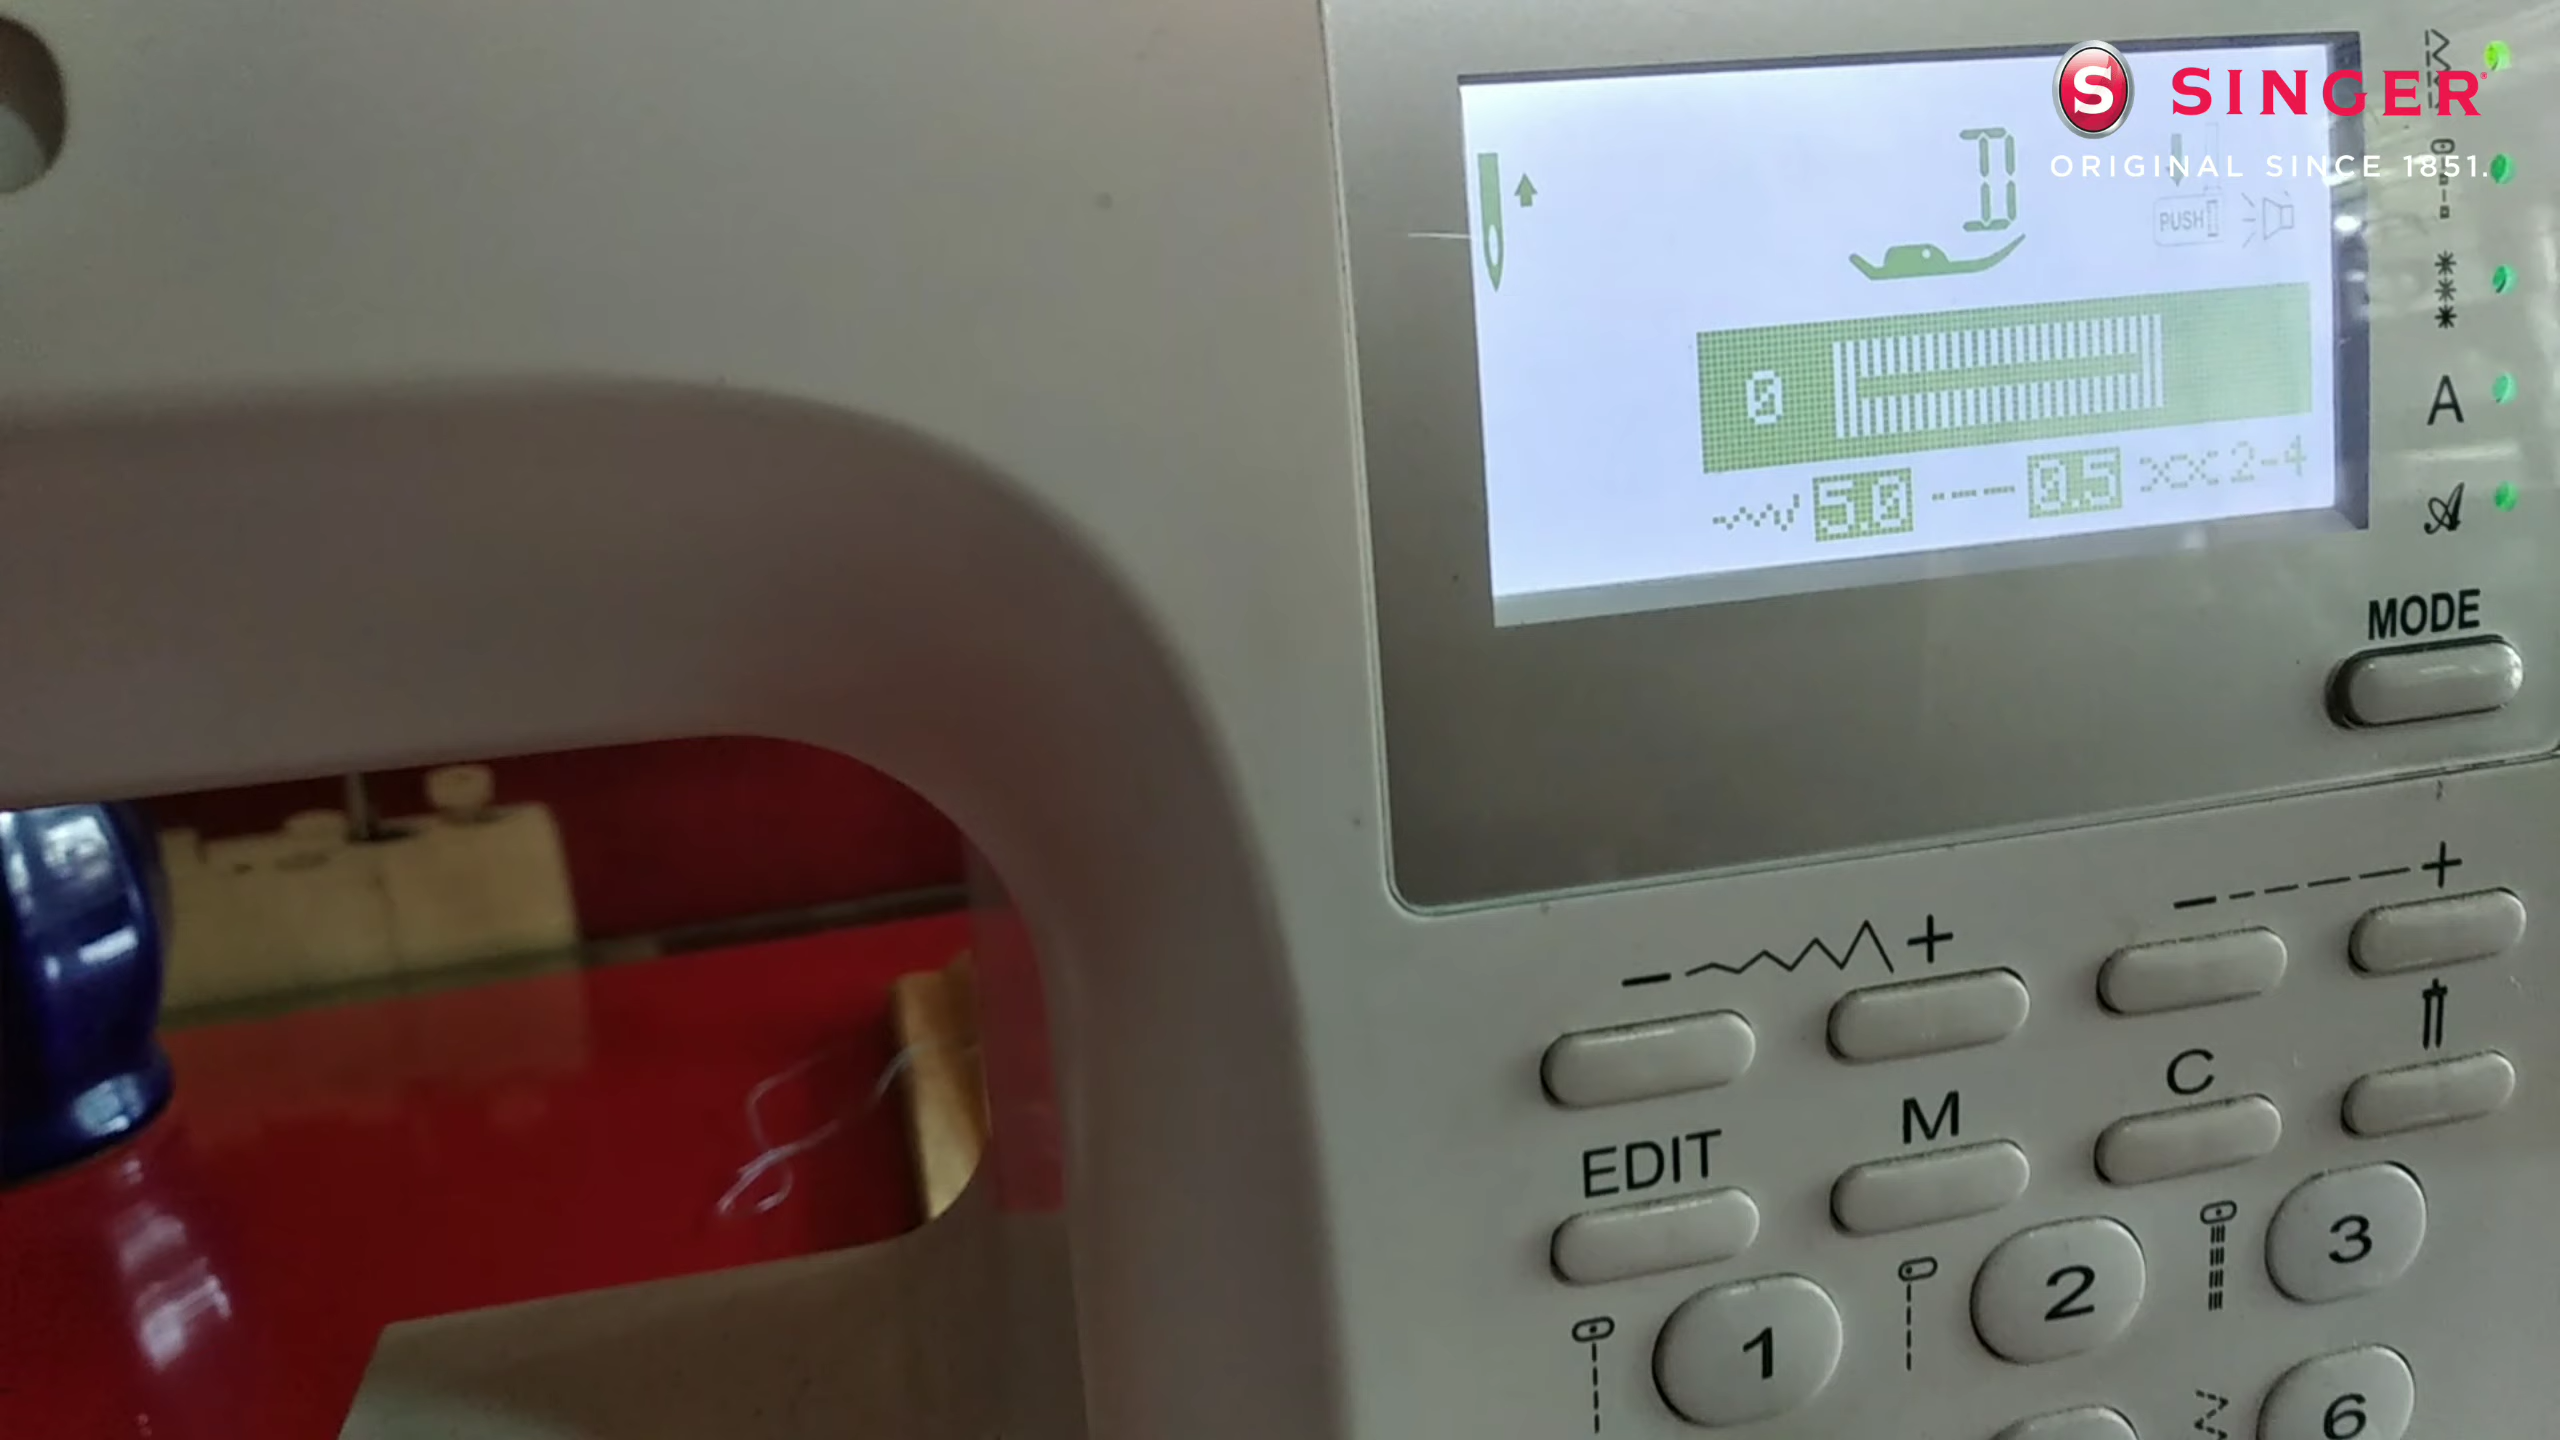 S SINGER
ORIGINAL SINCE 1851.
D
PUSH
0
5.0 0.5 2-4
A
A
MODE
- + - +
EDIT M C
1 2 3
6